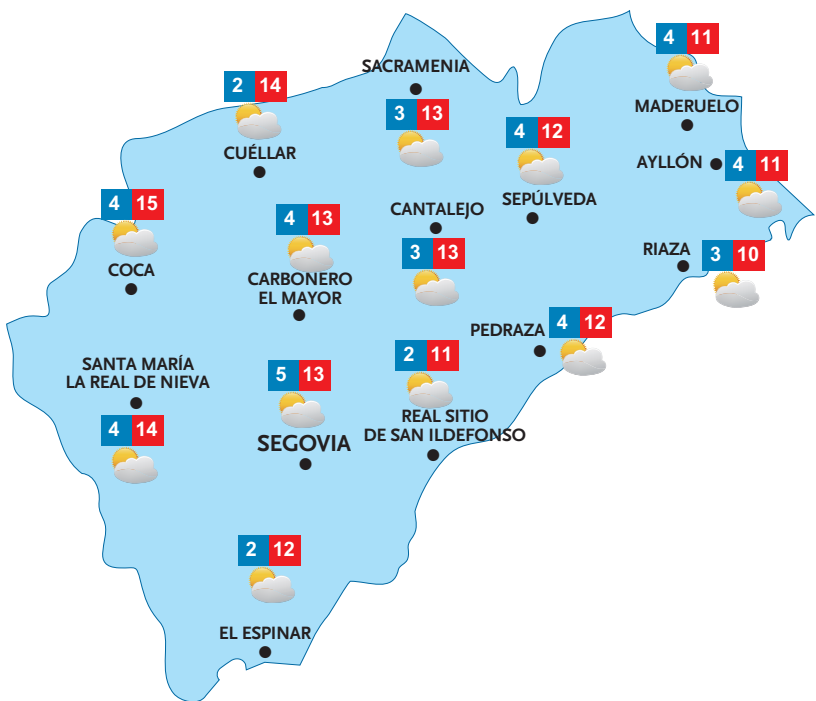 4 11
MADERUELO
SACRAMENIA
3 13
2 14
CUÉLLAR
4 12
SEPÚLVEDA
AYLLÓN
4 11
4 15
COCA
4 13
CARBONERO
EL MAYOR
CANTALEJO
3 13
RIAZA
3 10
PEDRAZA
4 12
SANTA MARÍA
LA REAL DE NIEVA
4 14
5 13
SEGOVIA
2 11
REAL SITIO
DE SAN ILDEFONSO
2 12
EL ESPINAR